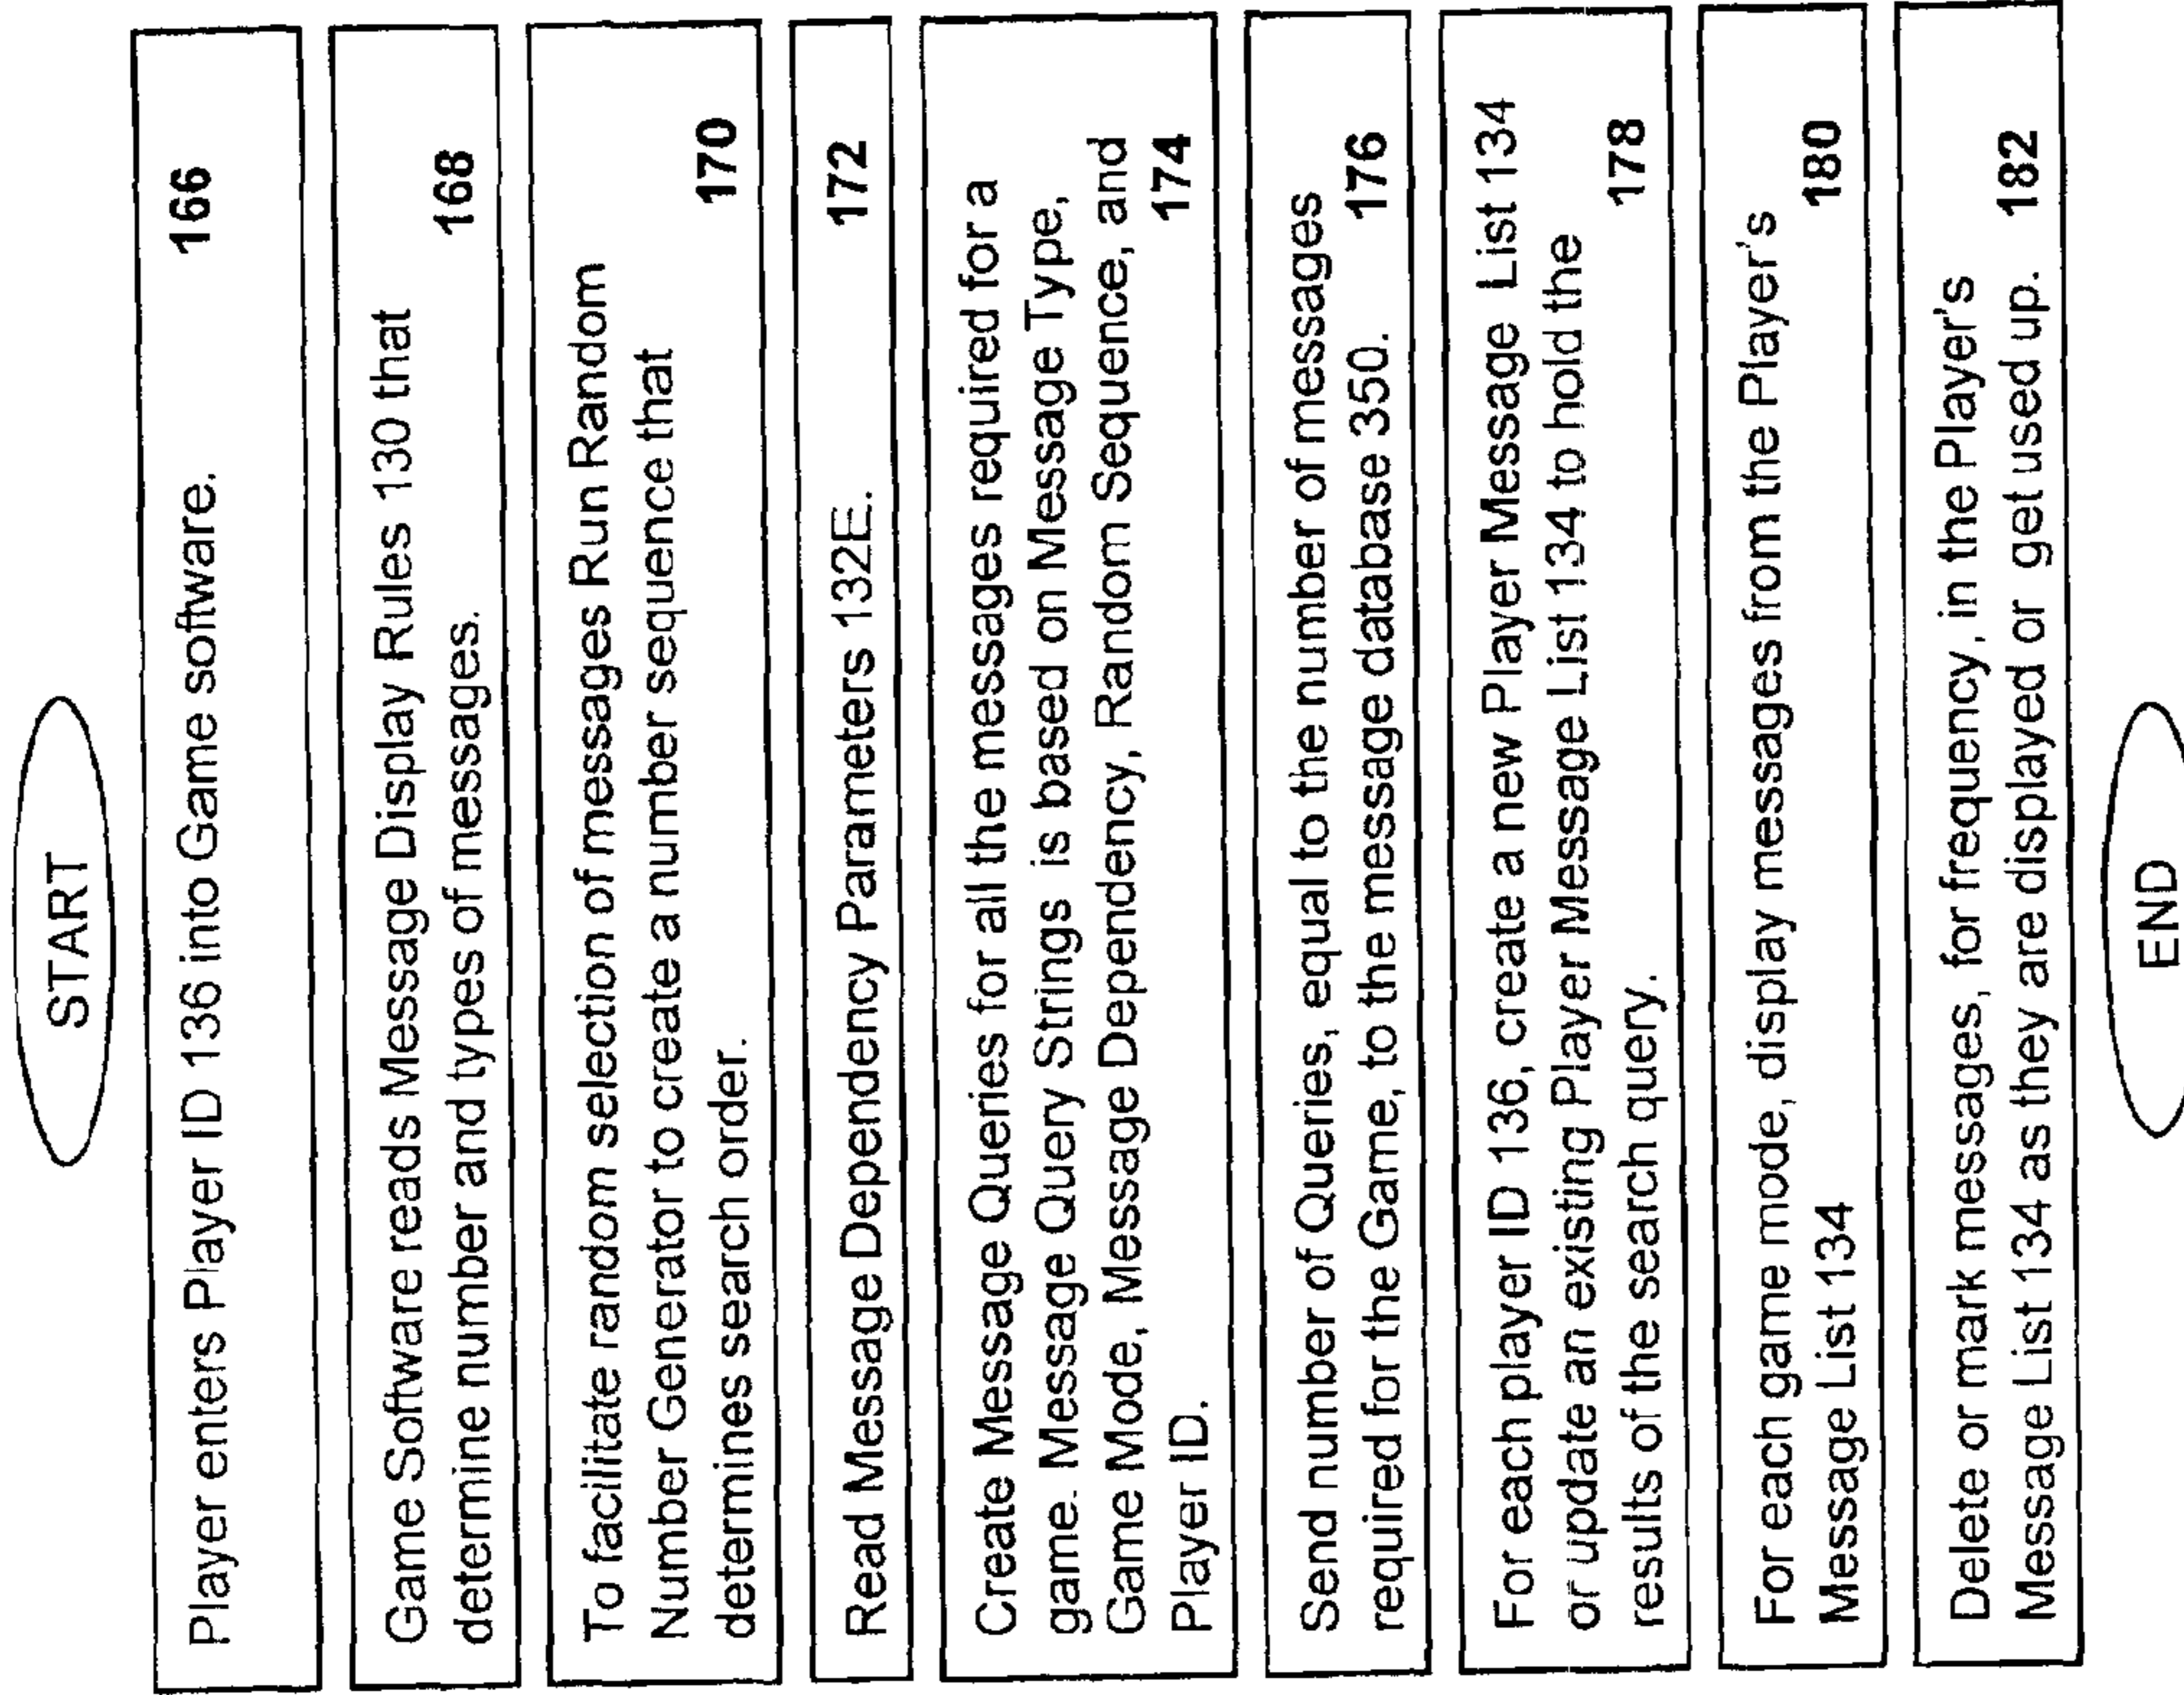 START
Player enters Player ID 136 into Game software. 166
Game Software reads Message Display Rules 130 that
determine number and types of messages. 168
To facilitate random selection of messages Run Random
Number Generator to create a number sequence that
determines search order. 170
Read Message Dependency Parameters 132E. 172
Create Message Queries for all the messages required for a
game. Message Query Strings is based on Message Type,
Game Mode, Message Dependency, Random Sequence, and
Player ID. 174
Send number of Queries, equal to the number of messages
required for the Game, to the message database 350. 176
For each player ID 136, create a new Player Message List 134
or update an existing Player Message List 134 to hold the
results of the search query. 178
For each game mode, display messages from the Player's
Message List 134 180
Delete or mark messages, for frequency, in the Player's
Message List 134 as they are displayed or get used up. 182
END